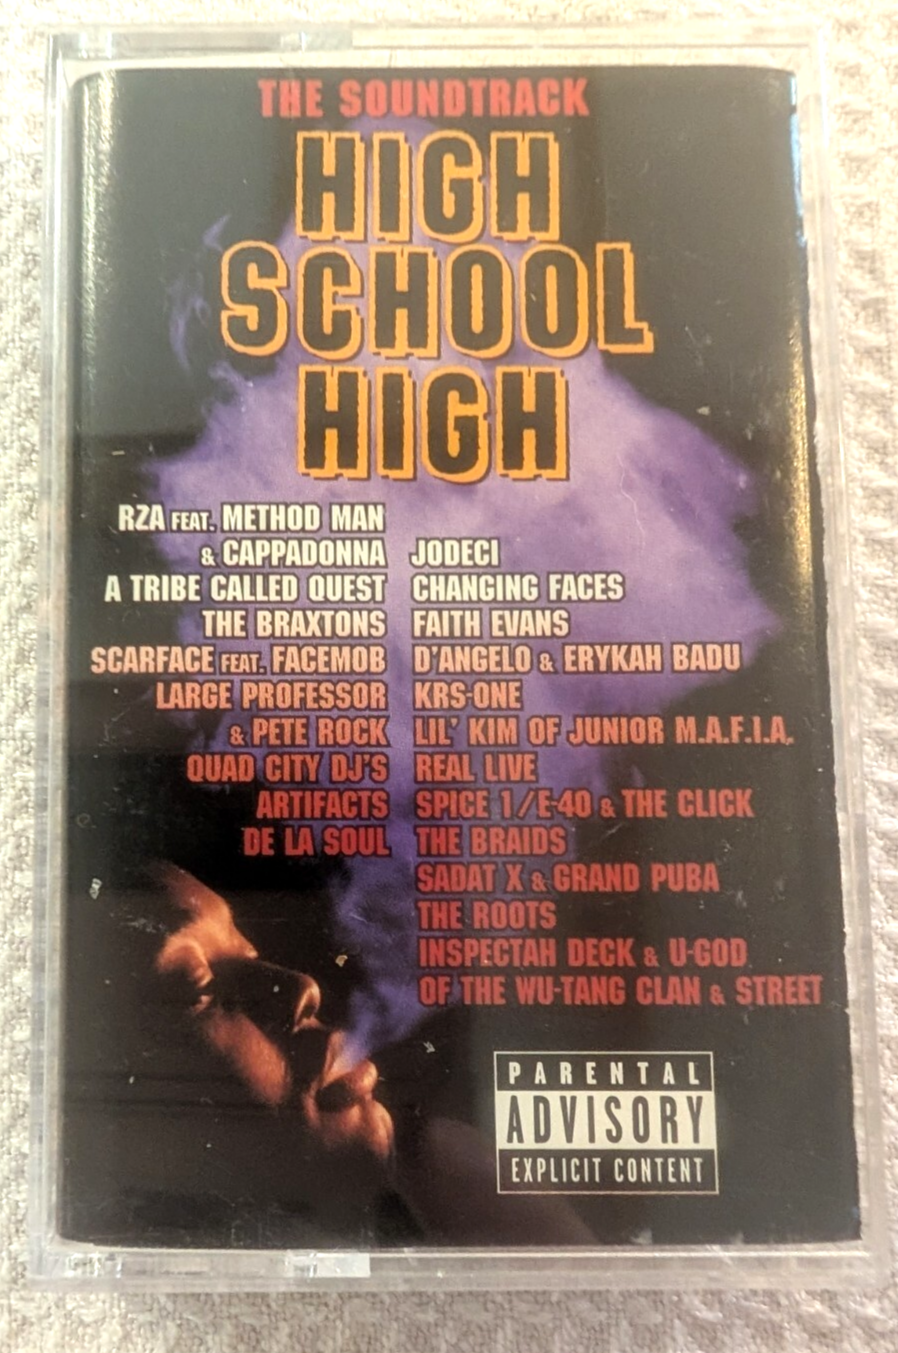 THE SOUNDTRACK
HIGH
SCHOOL
HIGH
RZA FEAT. METHOD MAN
& CAPPADONNA
A TRIBE CALLED QUEST
THE BRAXTONS
SCARFACE FEAT. FACEMOB
LARGE PROFESSOR
& PETE ROCK
QUAD CITY DJ'S
ARTIFACTS
DE LA SOUL
JODECI
CHANGING FACES
FAITH EVANS
D'ANGELO & ERYKAH BADU
KRS-ONE
LIL' KIM OF JUNIOR M.A.F.I.A.
REAL LIVE
SPICE 1/E-40 & THE CLICK
THE BRAIDS
SADAT X & GRAND PUBA
THE ROOTS
INSPECTAH DECK & U-GOD
OF THE WU-TANG CLAN & STREET
PARENTAL
ADVISORY
EXPLICIT CONTENT